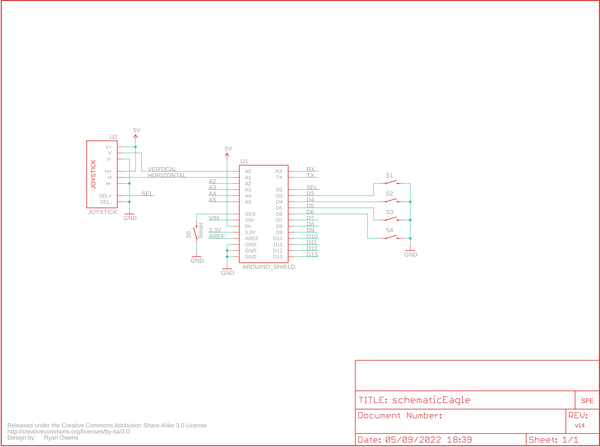 U2
5V
V+
V
V-
H+
H
H-
SEL+
SEL-
JOYSTICK
JOYSTICK
GND
VERTICAL
HORIZONTAL
SEL
5V
U1
A2
A3
A4
A5
VIN
3.3V
AREF
S6
Reset
GND
A0
A1
A2
A3
A4
A5
RES
VIN
5V
3.3V
AREF
GND
GND
GND
RX
TX
D2
D3
D4
D5
D6
D7
D8
D9
D10
D11
D12
D13
ARDUINO_SHIELD
GND
RX
TX
SEL
D3
D4
D5
D6
D7
D8
D9
D10
D11
D12
D13
S1
S2
S3
S4
GND
Released under the Creative Commons Attribution Share-Alike 3.0 License
http://creativecommons.org/licenses/by-sa/3.0
Design by: Ryan Owens
TITLE: schematicEagle
SFE
Document Number:
REV:
v14
Date: 05/09/2022 18:39
Sheet: 1/1